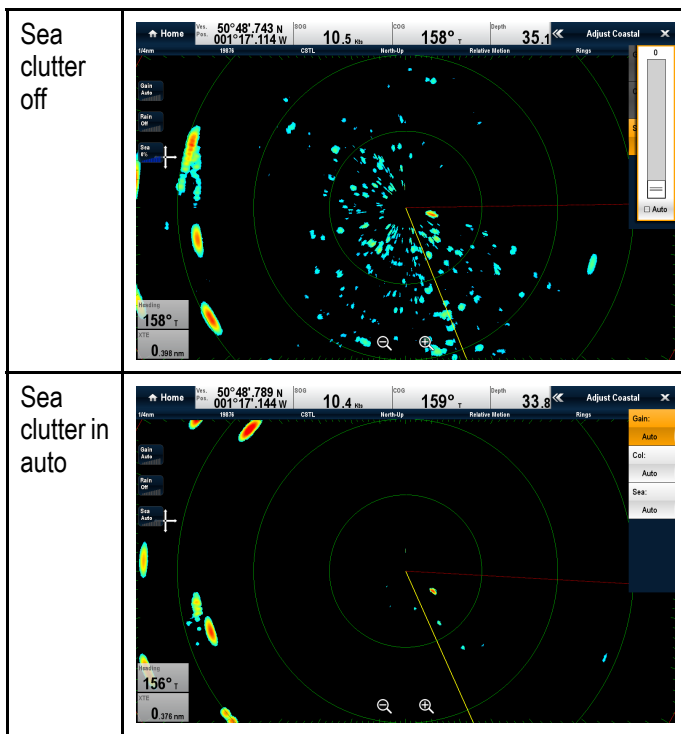 Sea
clutter
off
Home
Ves. Pos. 50°48'.743 N
001°17'.114 W
SOG 10.5 Kts
COG 158° T
Depth 35.1
Adjust Coastal
1/4nm 19876 CSTL North-Up Relative Motion Rings
0
Gain
Auto
Rain
Off
Sea
0%
Auto
Heading
158° T
XTE
0.398 nm
Sea
clutter in
auto
Home
Ves. Pos. 50°48'.789 N
001°17'.144 W
SOG 10.4 Kts
COG 159° T
Depth 33.8
Adjust Coastal
1/4nm 19876 CSTL North-Up Relative Motion Rings
Gain:
Auto
Col:
Auto
Sea:
Auto
Gain
Auto
Rain
Off
Sea
Auto
Heading
156° T
XTE
0.376 nm